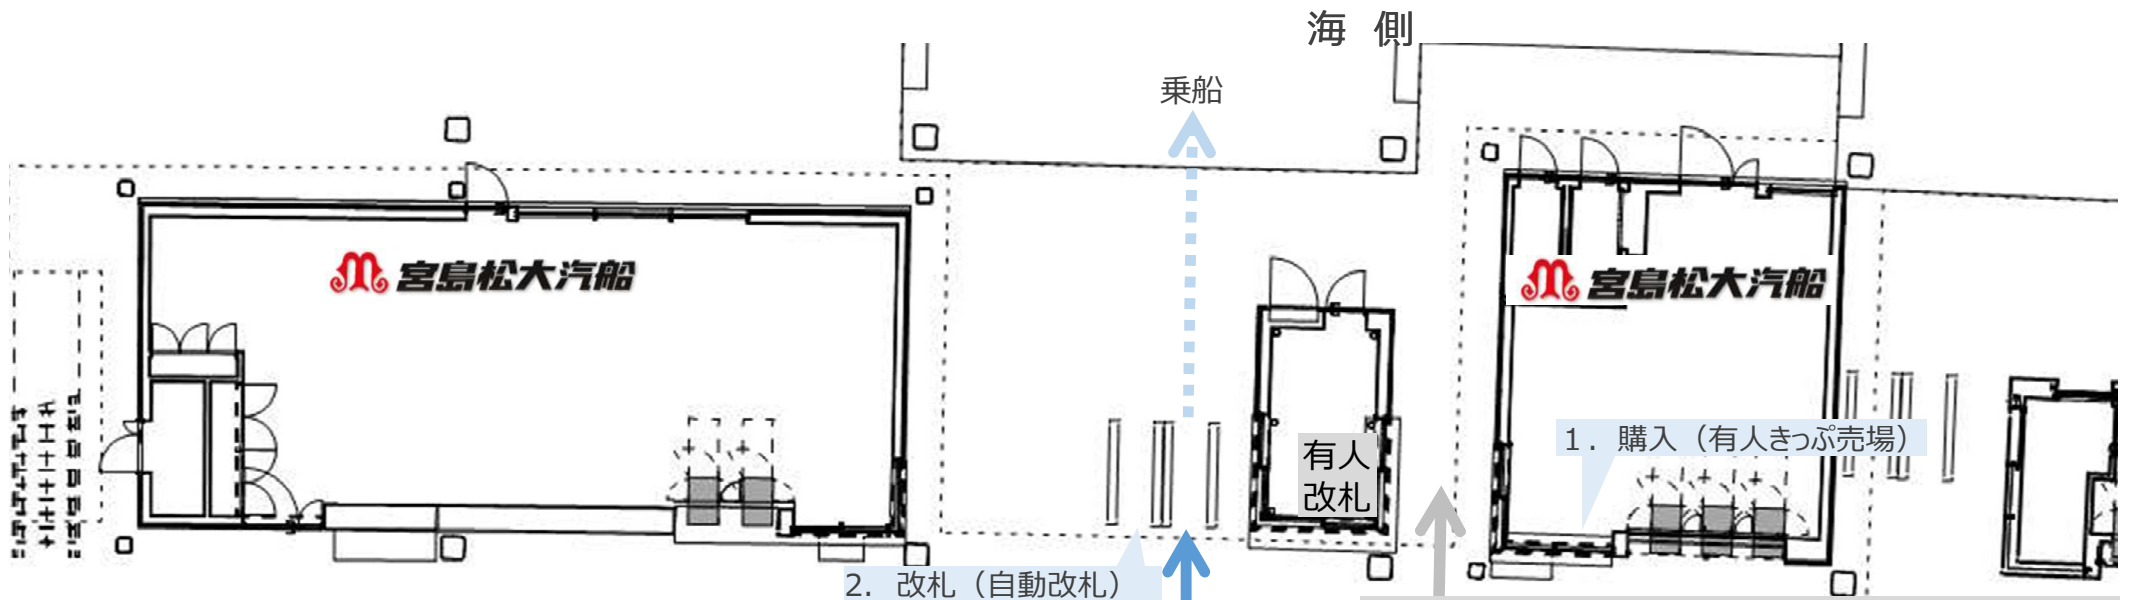 海 側
乗船
宮島松大汽船
宮島松大汽船
1. 購入（有人きっぷ売場）
有人
改札
2. 改札（自動改札）